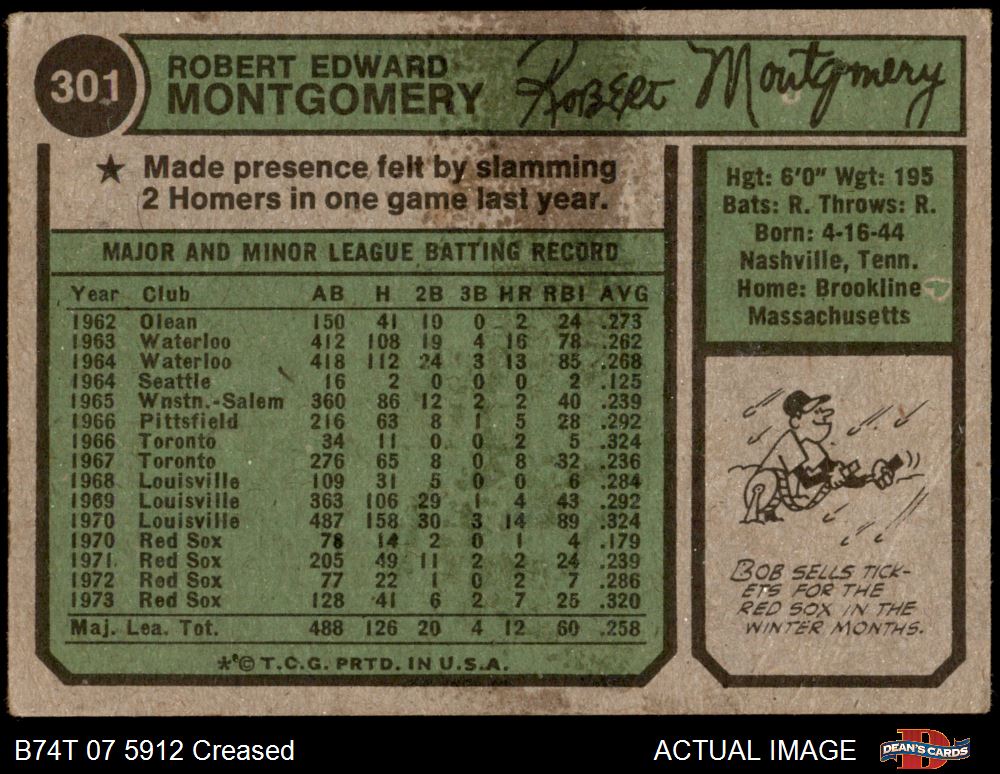 301
ROBERT EDWARD
MONTGOMERY
Robert Montgomery
★ Made presence felt by slamming
2 Homers in one game last year.
MAJOR AND MINOR LEAGUE BATTING RECORD
Year Club AB H 2B 3B HR RBI AVG
1962 Olean 150 41 10 0 2 24 .273
1963 Waterloo 412 108 19 4 16 78 .262
1964 Waterloo 418 112 24 3 13 85 .268
1964 Seattle 16 2 0 0 0 2 .125
1965 Wnstn.-Salem 360 86 12 2 2 40 .239
1966 Pittsfield 216 63 8 1 5 28 .292
1966 Toronto 34 11 0 0 2 5 .324
1967 Toronto 276 65 8 0 8 32 .236
1968 Louisville 109 31 5 0 0 6 .284
1969 Louisville 363 106 29 1 4 43 .292
1970 Louisville 487 158 30 3 14 89 .324
1970 Red Sox 78 14 2 0 1 4 .179
1971 Red Sox 205 49 11 2 2 24 .239
1972 Red Sox 77 22 1 0 2 7 .286
1973 Red Sox 128 41 6 2 7 25 .320
Maj. Lea. Tot. 488 126 20 4 12 60 .258
*®© T.C.G. PRTD. IN U.S.A.
Hgt: 6'0" Wgt: 195
Bats: R. Throws: R.
Born: 4-16-44
Nashville, Tenn.
Home: Brookline
Massachusetts
BOB SELLS TICK-
ETS FOR THE
RED SOX IN THE
WINTER MONTHS.
B74T 07 5912 Creased
ACTUAL IMAGE
DEAN'S CARDS